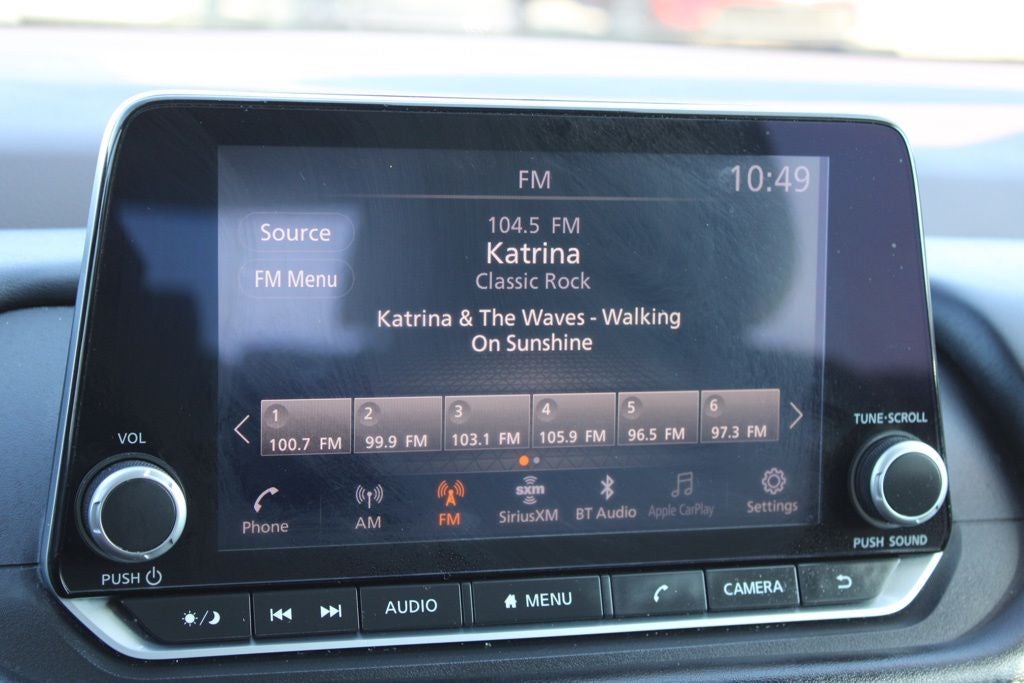 FM
10:49
Source
104.5 FM
Katrina
FM Menu
Classic Rock
Katrina & The Waves - Walking
On Sunshine
1
100.7 FM
2
99.9 FM
3
103.1 FM
4
105.9 FM
5
96.5 FM
6
97.3 FM
VOL
TUNE·SCROLL
Phone
AM
FM
sxm
SiriusXM
BT Audio
Apple CarPlay
Settings
PUSH
PUSH SOUND
AUDIO
MENU
CAMERA